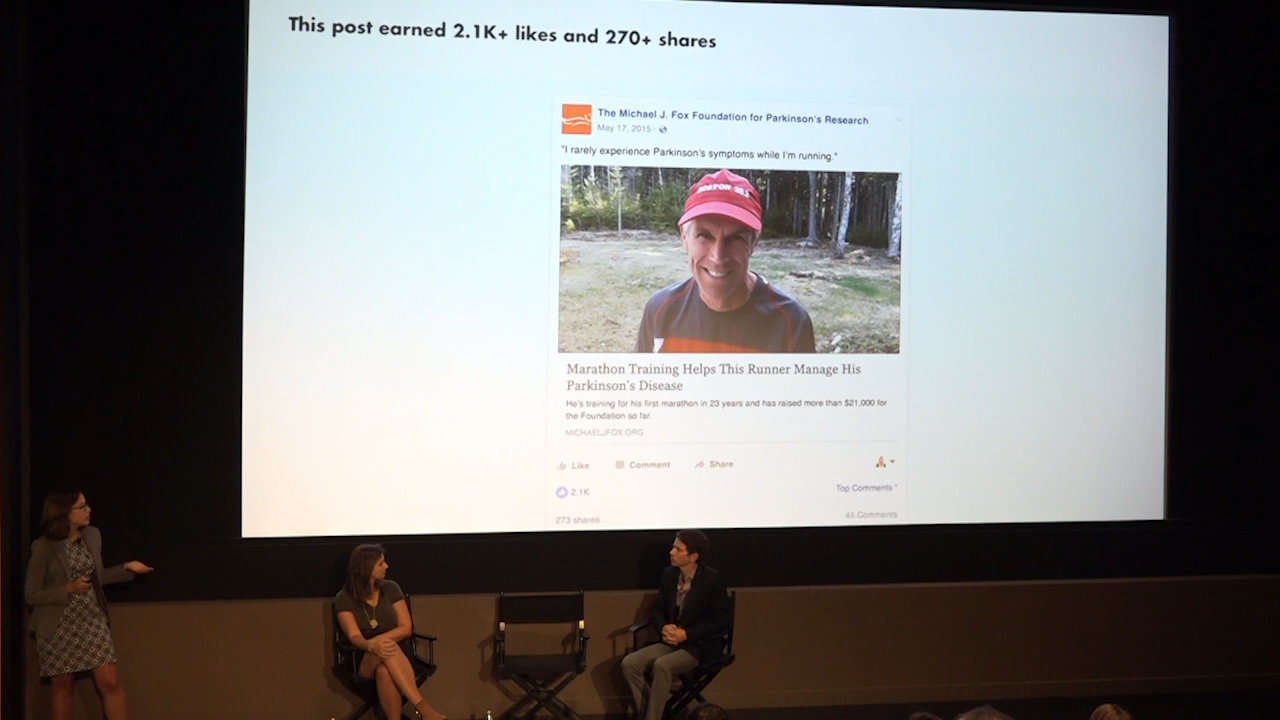 This post earned 2.1K+ likes and 270+ shares
The Michael J. Fox Foundation for Parkinson's Research
May 17, 2015 ·
"I rarely experience Parkinson's symptoms while I'm running."
BOSTON 26.2
Marathon Training Helps This Runner Manage His
Parkinson's Disease
He's training for his first marathon in 23 years and has raised more than $21,000 for
the Foundation so far.
MICHAELJFOX.ORG
Like Comment Share
2.1K Top Comments
273 shares 45 Comments